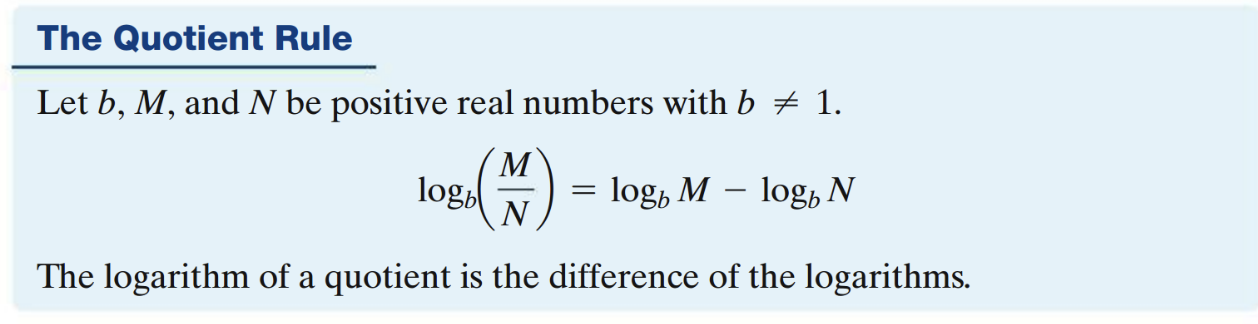 The Quotient Rule
Let b, M, and N be positive real numbers with b ≠ 1.
log_b(M/N) = log_b M − log_b N
The logarithm of a quotient is the difference of the logarithms.